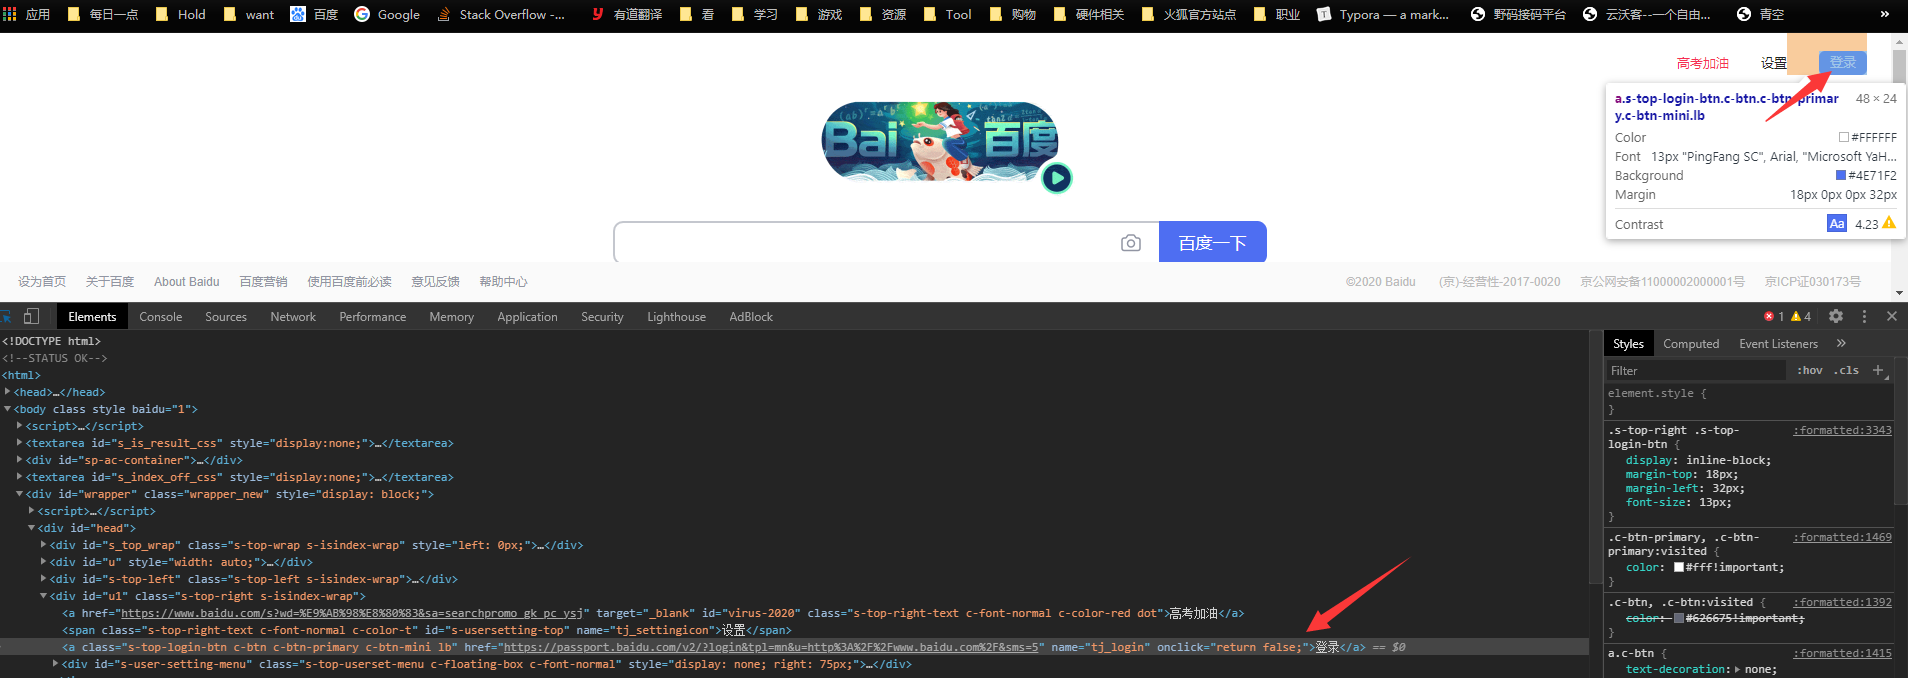 应用 每日一点 Hold want 百度 Google Stack Overflow -... 有道翻译 看 学习 游戏 资源 Tool 购物 硬件相关 火狐官方站点 职业 Typora — a mark... 野码接码平台 云沃客--一个自由... 青空 »
高考加油 设置 登录
Bai 百度
百度一下
a.s-top-login-btn.c-btn.c-btn-primar 48 × 24
y.c-btn-mini.lb
Color #FFFFFF
Font 13px "PingFang SC", Arial, "Microsoft YaH...
Background #4E71F2
Margin 18px 0px 0px 32px
Contrast Aa 4.23
设为首页 关于百度 About Baidu 百度营销 使用百度前必读 意见反馈 帮助中心 ©2020 Baidu (京)-经营性-2017-0020 京公网安备11000002000001号 京ICP证030173号
Elements Console Sources Network Performance Memory Application Security Lighthouse AdBlock 1 4
<!DOCTYPE html>
<!--STATUS OK-->
<html>
<head>…</head>
<body class style baidu="1">
<script>…</script>
<textarea id="s_is_result_css" style="display:none;">…</textarea>
<div id="sp-ac-container">…</div>
<textarea id="s_index_off_css" style="display:none;">…</textarea>
<div id="wrapper" class="wrapper_new" style="display: block;">
<script>…</script>
<div id="head">
<div id="s_top_wrap" class="s-top-wrap s-isindex-wrap" style="left: 0px;">…</div>
<div id="u" style="width: auto;">…</div>
<div id="s-top-left" class="s-top-left s-isindex-wrap">…</div>
<div id="u1" class="s-top-right s-isindex-wrap">
<a href="https://www.baidu.com/s?wd=%E9%AB%98%E8%80%83&sa=searchpromo_gk_pc_ysj" target="_blank" id="virus-2020" class="s-top-right-text c-font-normal c-color-red dot">高考加油</a>
<span class="s-top-right-text c-font-normal c-color-t" id="s-usersetting-top" name="tj_settingicon">设置</span>
<a class="s-top-login-btn c-btn c-btn-primary c-btn-mini lb" href="https://passport.baidu.com/v2/?login&tpl=mn&u=http%3A%2F%2Fwww.baidu.com%2F&sms=5" name="tj_login" onclick="return false;">登录</a> == $0
<div id="s-user-setting-menu" class="s-top-userset-menu c-floating-box c-font-normal" style="display: none; right: 75px;">…</div>
Styles Computed Event Listeners »
Filter :hov .cls +
element.style {
}
.s-top-right .s-top- :formatted:3343
login-btn {
display: inline-block;
margin-top: 18px;
margin-left: 32px;
font-size: 13px;
}
.c-btn-primary, .c-btn- :formatted:1469
primary:visited {
color: #fff!important;
}
.c-btn, .c-btn:visited { :formatted:1392
color: #626675!important;
}
a.c-btn { :formatted:1415
text-decoration: none;